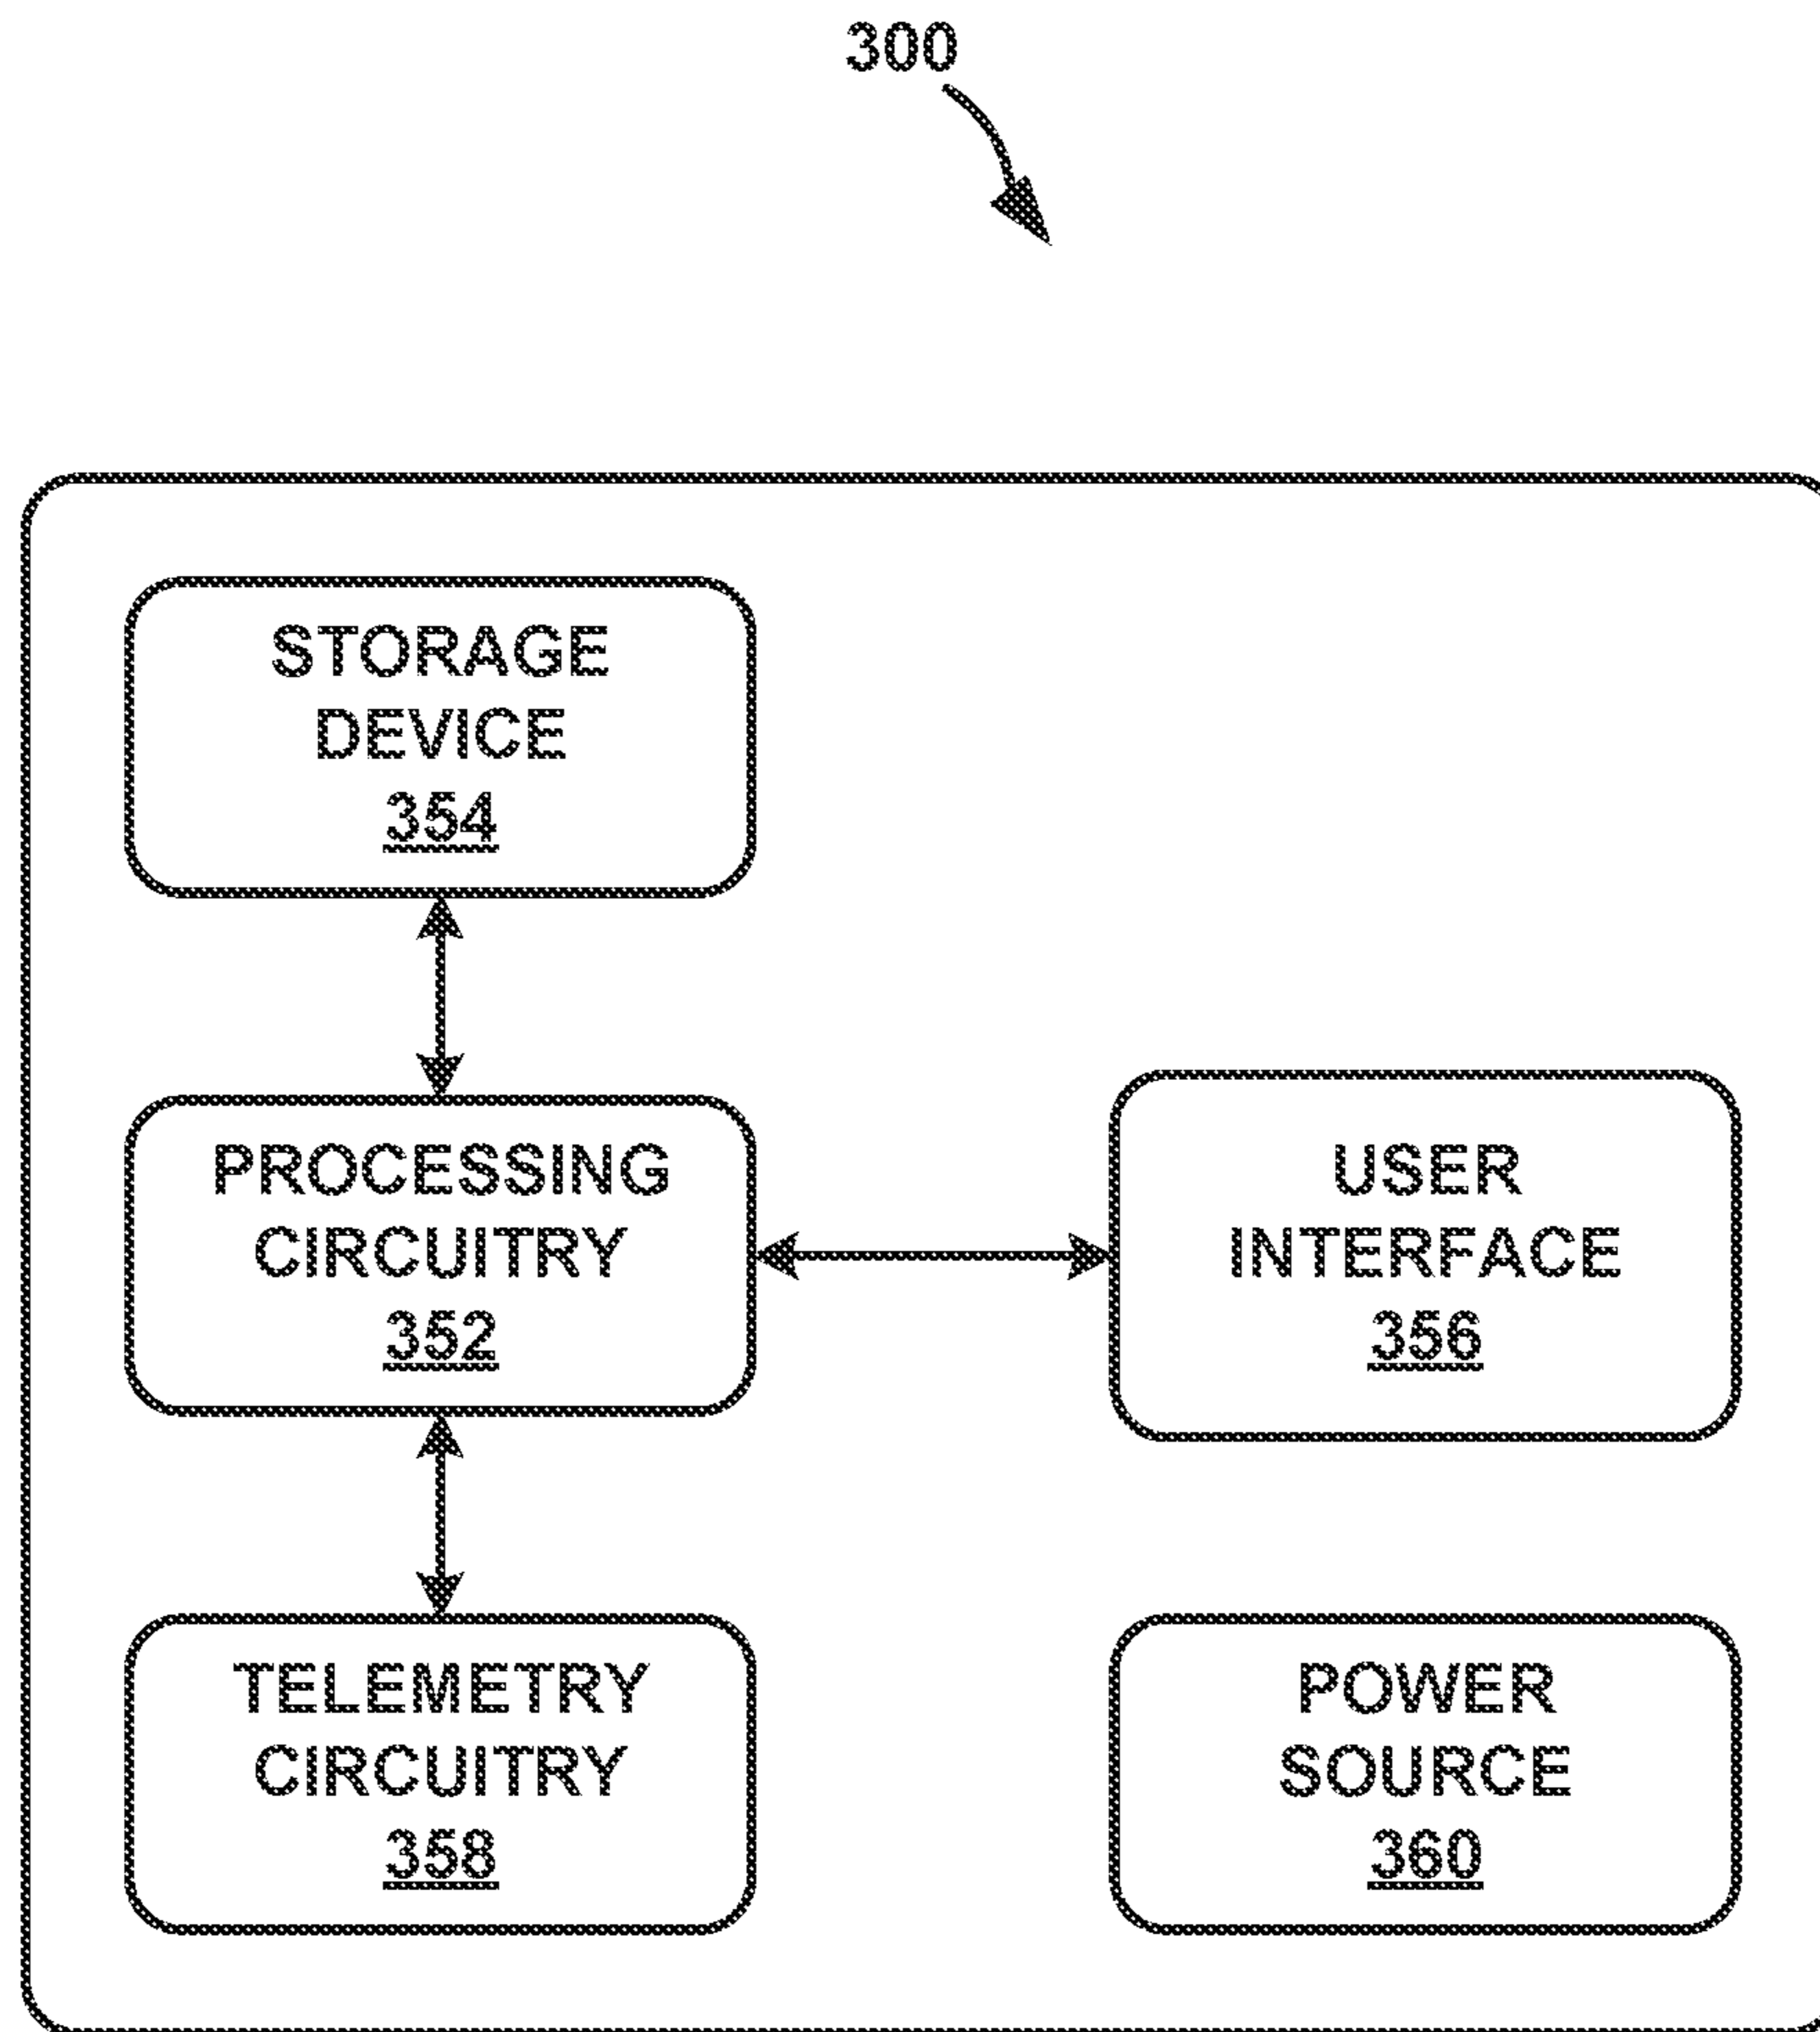 300
STORAGE
DEVICE
354
PROCESSING
CIRCUITRY
352
USER
INTERFACE
356
TELEMETRY
CIRCUITRY
358
POWER
SOURCE
360